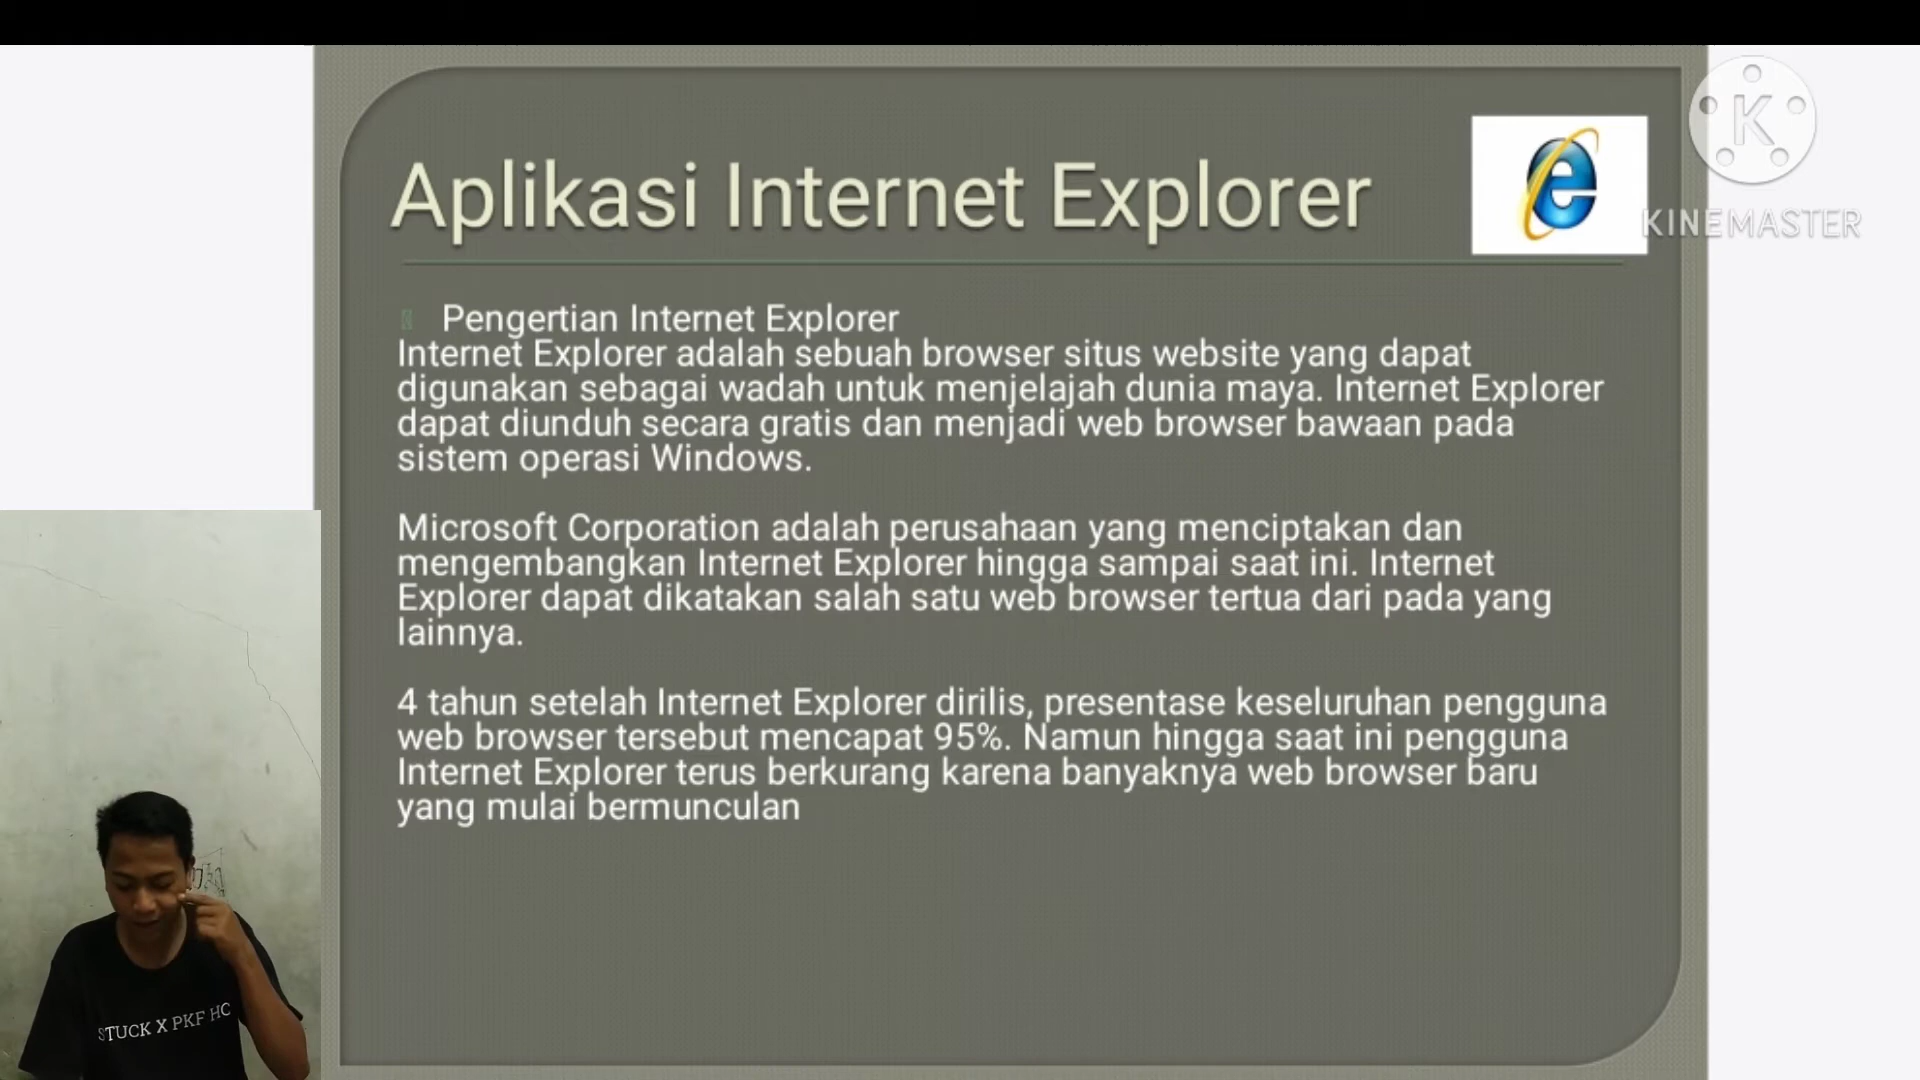 Aplikasi Internet Explorer
K
KINEMASTER
Pengertian Internet Explorer
Internet Explorer adalah sebuah browser situs website yang dapat
digunakan sebagai wadah untuk menjelajah dunia maya. Internet Explorer
dapat diunduh secara gratis dan menjadi web browser bawaan pada
sistem operasi Windows.
Microsoft Corporation adalah perusahaan yang menciptakan dan
mengembangkan Internet Explorer hingga sampai saat ini. Internet
Explorer dapat dikatakan salah satu web browser tertua dari pada yang
lainnya.
4 tahun setelah Internet Explorer dirilis, presentase keseluruhan pengguna
web browser tersebut mencapat 95%. Namun hingga saat ini pengguna
Internet Explorer terus berkurang karena banyaknya web browser baru
yang mulai bermunculan
STUCK X PKF HC